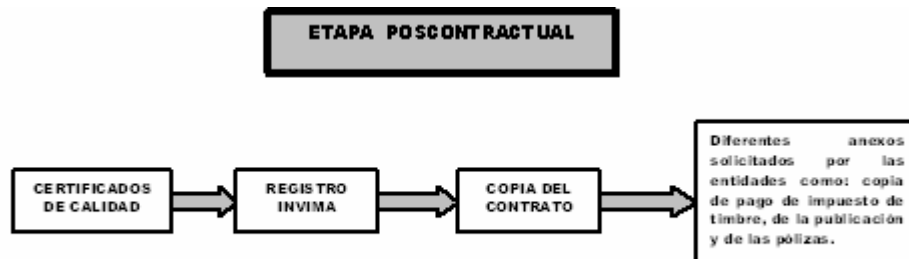 ETAPA POSCONTRACTUAL
CERTIFICADOS
DE CALIDAD
REGISTRO
INVIMA
COPIA DEL
CONTRATO
Diferentes anexos
solicitados por las
entidades como: copia
de pago de impuesto de
timbre, de la publicación
y de las pólizas.